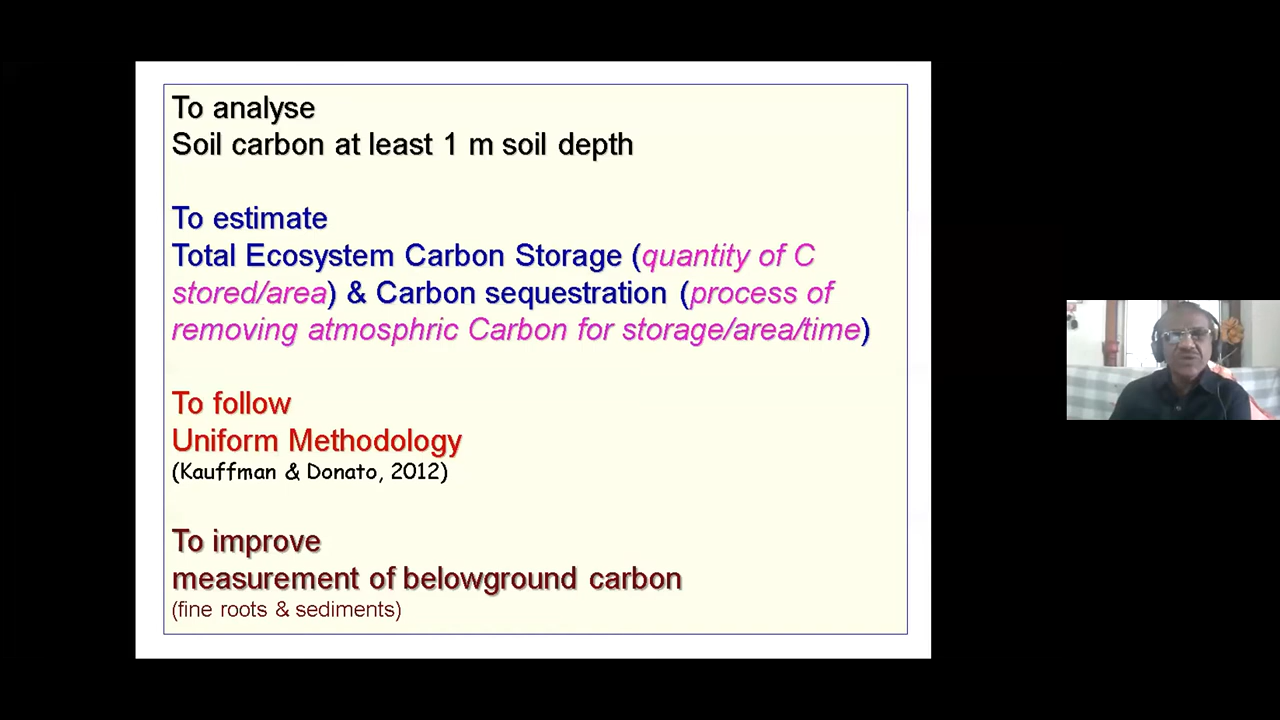 To analyse
Soil carbon at least 1 m soil depth
To estimate
Total Ecosystem Carbon Storage (quantity of C
stored/area) & Carbon sequestration (process of
removing atmosphric Carbon for storage/area/time)
To follow
Uniform Methodology
(Kauffman & Donato, 2012)
To improve
measurement of belowground carbon
(fine roots & sediments)